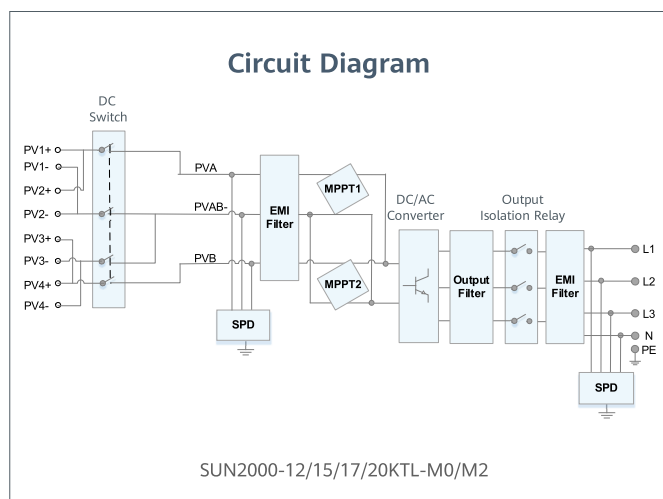 Circuit Diagram
DC
Switch
PV1+
PV1-
PV2+
PV2-
PV3+
PV3-
PV4+
PV4-
PVA
PVAB-
PVB
EMI
Filter
SPD
MPPT1
MPPT2
DC/AC
Converter
Output
Filter
Output
Isolation Relay
EMI
Filter
L1
L2
L3
N
PE
SPD
SUN2000-12/15/17/20KTL-M0/M2